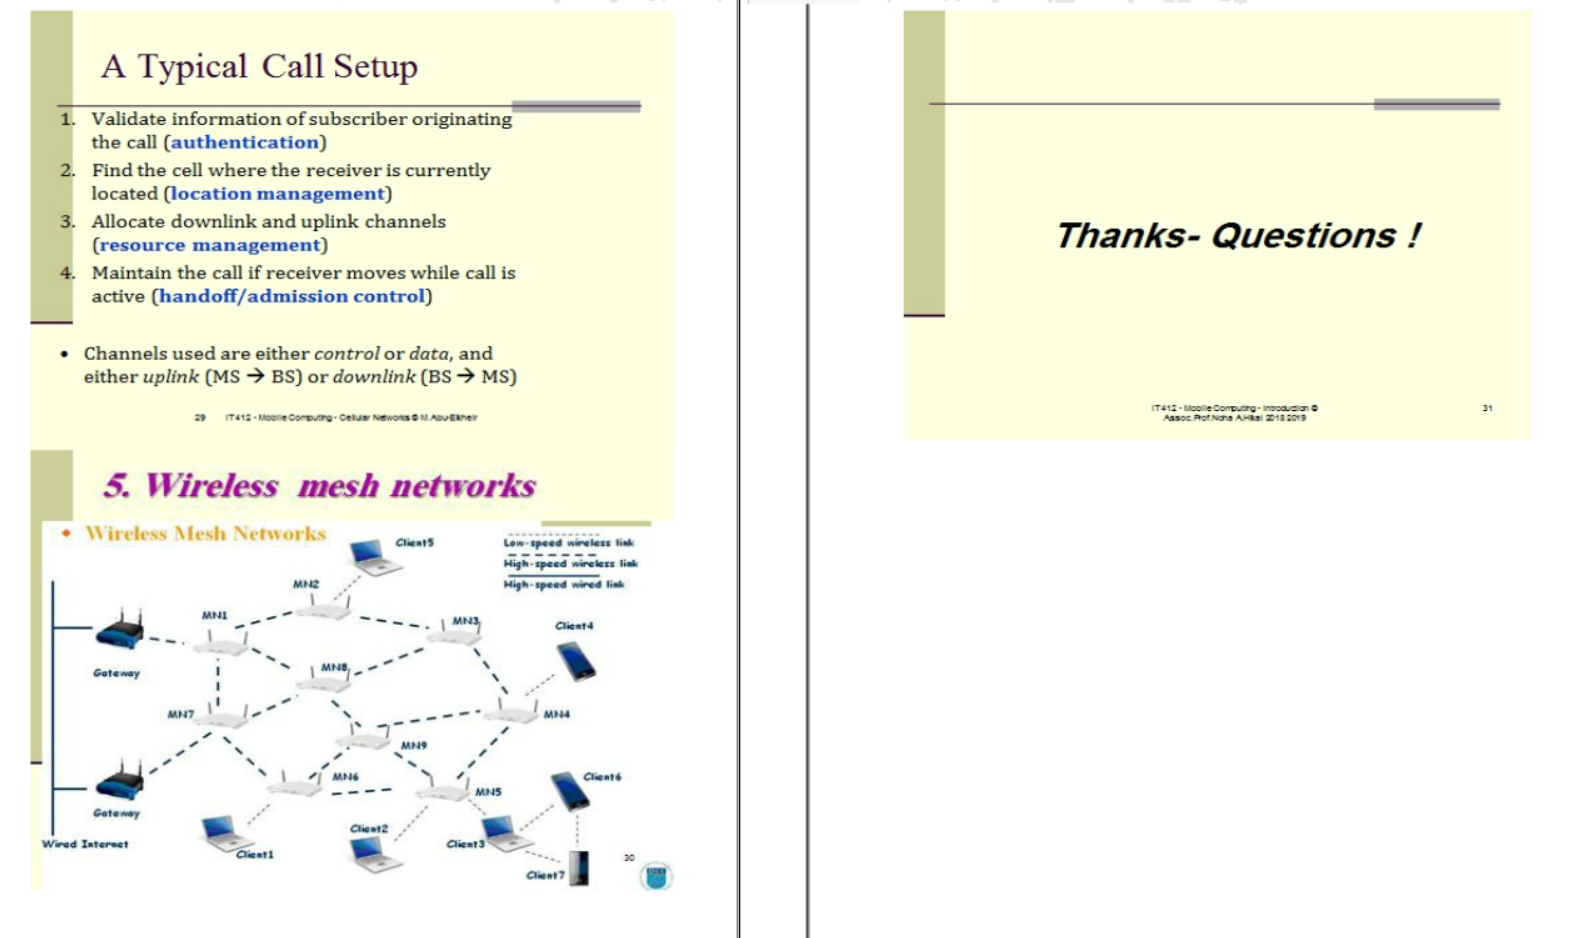 A Typical Call Setup
1. Validate information of subscriber originating
the call (authentication)
2. Find the cell where the receiver is currently
located (location management)
3. Allocate downlink and uplink channels
(resource management)
4. Maintain the call if receiver moves while call is
active (handoff/admission control)
• Channels used are either control or data, and
either uplink (MS → BS) or downlink (BS → MS)
29 IT412 - Mobile Computing - Cellular Networks © M.Abu-Elkheir
5. Wireless mesh networks
Wireless Mesh Networks
Client5
Low-speed wireless link
High-speed wireless link
High-speed wired link
MN2
MN1
MN3
Client4
Gateway
MN8
MN7
MN4
MN9
MN6
Client6
MN5
Gateway
Client2
Wired Internet
Client3
Client1
Client7
30
Thanks- Questions !
IT412 - Mobile Computing - Introduction ©
Assoc. Prof. Noha A.Hikal 2018 2019
31